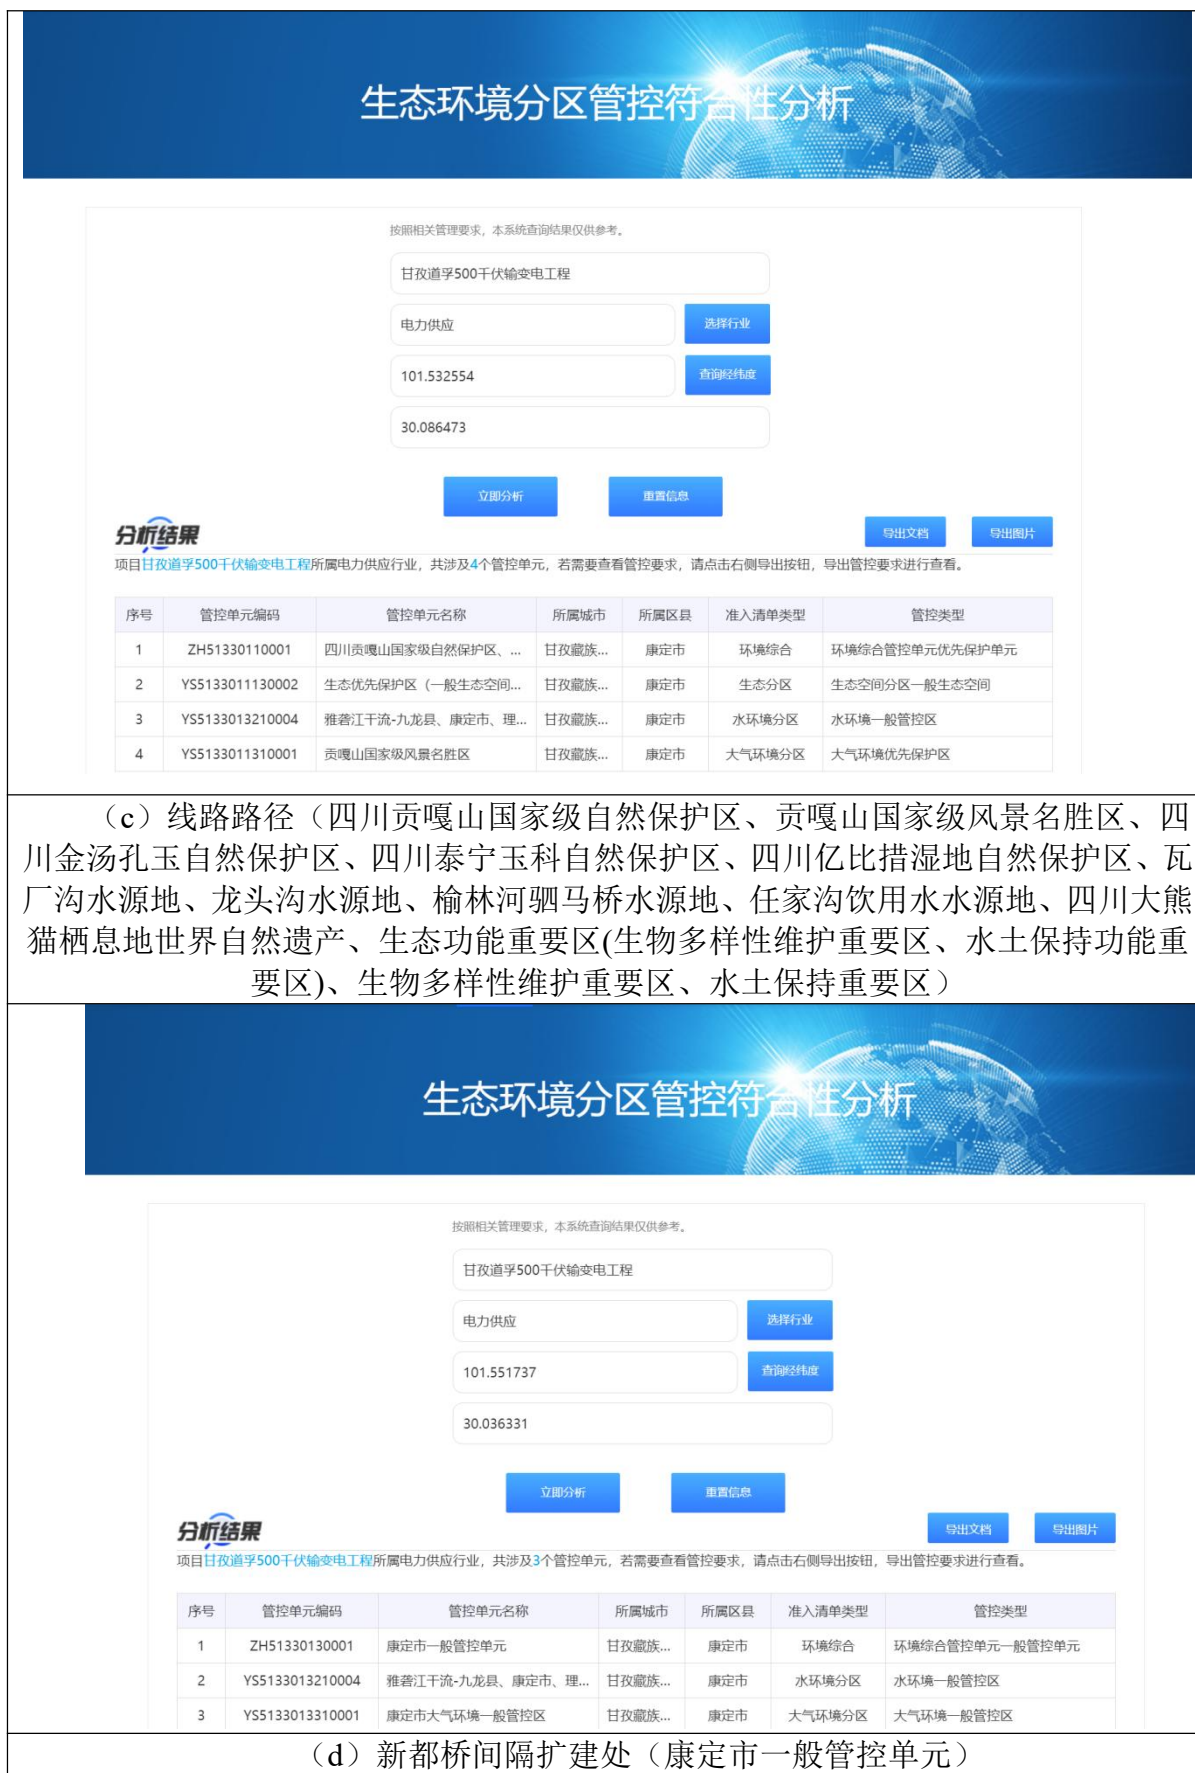 生态环境分区管控符合性分析
按照相关管理要求，本系统查询结果仅供参考。
甘孜道孚500千伏输变电工程
电力供应 选择行业
101.532554 查询经纬度
30.086473
立即分析 重置信息
分析结果 导出文档 导出图片
项目甘孜道孚500千伏输变电工程所属电力供应行业，共涉及4个管控单元，若需要查看管控要求，请点击右侧导出按钮，导出管控要求进行查看。
序号 管控单元编码 管控单元名称 所属城市 所属区县 准入清单类型 管控类型
1 ZH51330110001 四川贡嘎山国家级自然保护区、... 甘孜藏族... 康定市 环境综合 环境综合管控单元优先保护单元
2 YS5133011130002 生态优先保护区（一般生态空间... 甘孜藏族... 康定市 生态分区 生态空间分区一般生态空间
3 YS5133013210004 雅砻江干流-九龙县、康定市、理... 甘孜藏族... 康定市 水环境分区 水环境一般管控区
4 YS5133011310001 贡嘎山国家级风景名胜区 甘孜藏族... 康定市 大气环境分区 大气环境优先保护区
（c）线路路径（四川贡嘎山国家级自然保护区、贡嘎山国家级风景名胜区、四
川金汤孔玉自然保护区、四川泰宁玉科自然保护区、四川亿比措湿地自然保护区、瓦
厂沟水源地、龙头沟水源地、榆林河驷马桥水源地、任家沟饮用水水源地、四川大熊
猫栖息地世界自然遗产、生态功能重要区(生物多样性维护重要区、水土保持功能重
要区)、生物多样性维护重要区、水土保持重要区）
生态环境分区管控符合性分析
按照相关管理要求，本系统查询结果仅供参考。
甘孜道孚500千伏输变电工程
电力供应 选择行业
101.551737 查询经纬度
30.036331
立即分析 重置信息
分析结果 导出文档 导出图片
项目甘孜道孚500千伏输变电工程所属电力供应行业，共涉及3个管控单元，若需要查看管控要求，请点击右侧导出按钮，导出管控要求进行查看。
序号 管控单元编码 管控单元名称 所属城市 所属区县 准入清单类型 管控类型
1 ZH51330130001 康定市一般管控单元 甘孜藏族... 康定市 环境综合 环境综合管控单元一般管控单元
2 YS5133013210004 雅砻江干流-九龙县、康定市、理... 甘孜藏族... 康定市 水环境分区 水环境一般管控区
3 YS5133013310001 康定市大气环境一般管控区 甘孜藏族... 康定市 大气环境分区 大气环境一般管控区
（d）新都桥间隔扩建处（康定市一般管控单元）